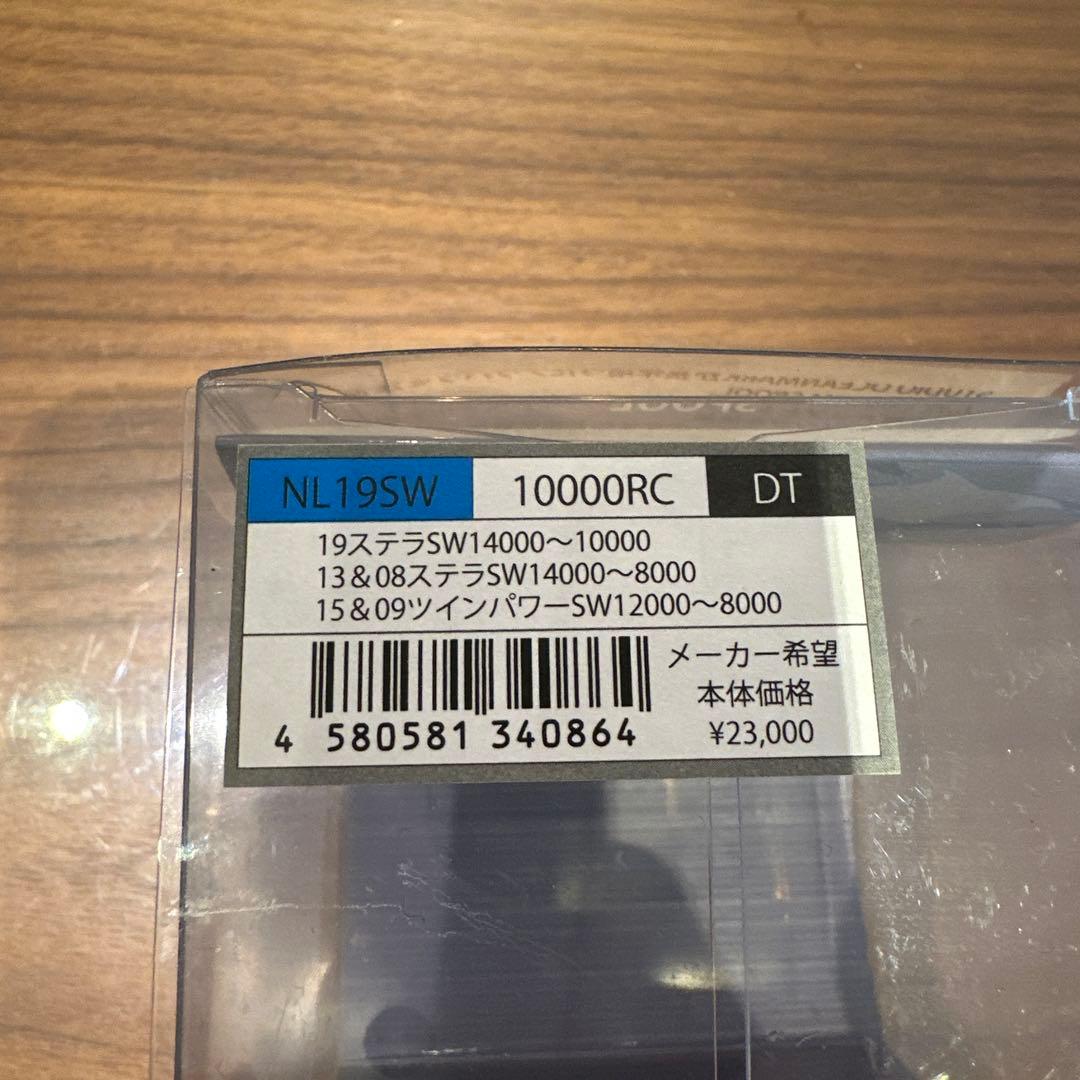 NL19SW 10000RC DT
19ステラSW14000〜10000
13&08ステラSW14000〜8000
15&09ツインパワーSW12000〜8000
メーカー希望
本体価格
¥23,000
4 580581 340864